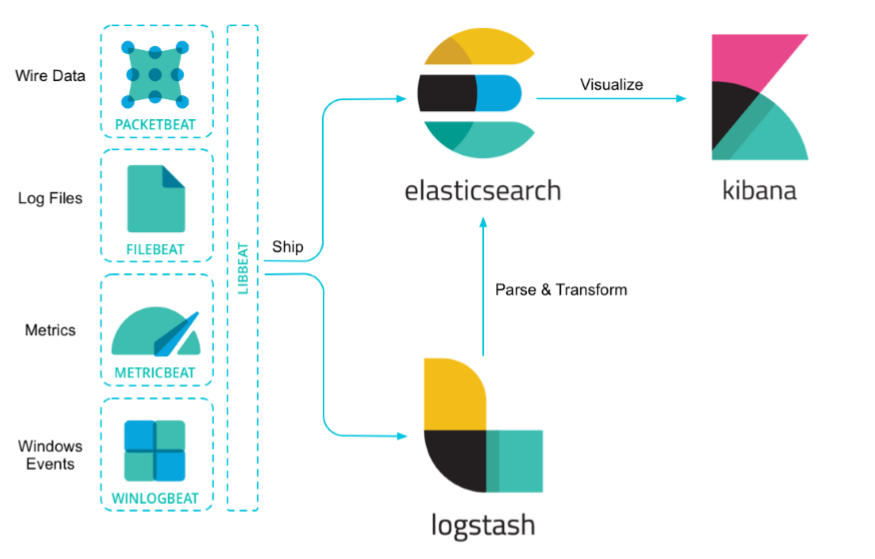 Wire Data
PACKETBEAT
Log Files
FILEBEAT
Metrics
METRICBEAT
Windows
Events
WINLOGBEAT
LIBBEAT
Ship
elasticsearch
Visualize
kibana
Parse & Transform
logstash